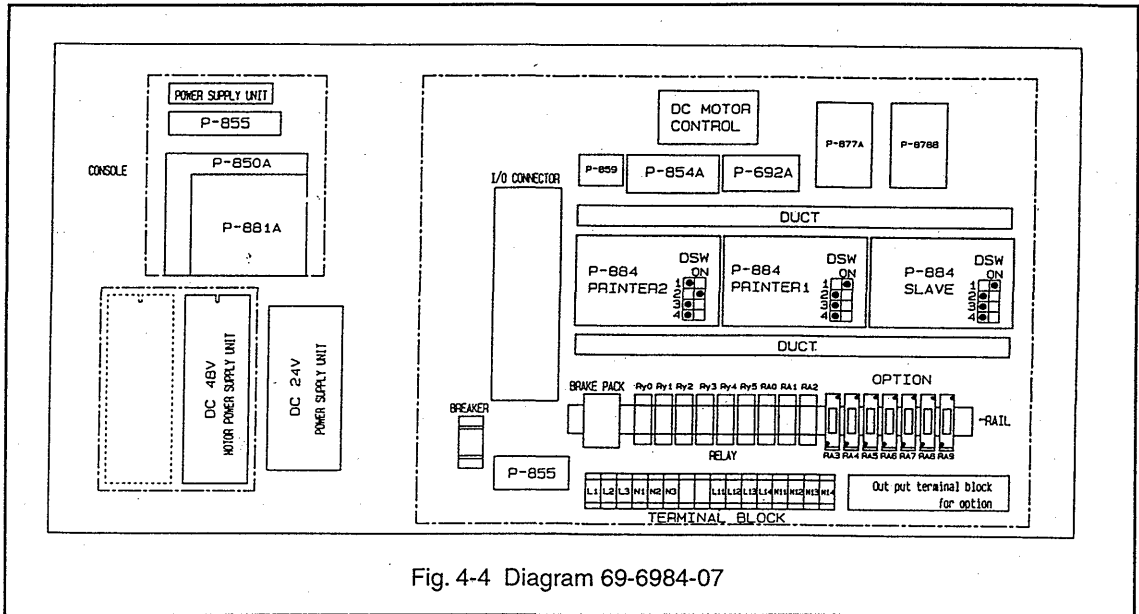 POWER SUPPLY UNIT
P-855
P-850A
P-881A
CONSOLE
DC 48V
MOTOR POWER SUPPLY UNIT
DC 24V
POWER SUPPLY UNIT
DC MOTOR
CONTROL
P-877A
P-878B
P-859
P-854A
P-692A
I/O CONNECTOR
DUCT
P-884
PRINTER2
DSW
ON
1
2
3
4
P-884
PRINTER1
DSW
ON
1
2
3
4
P-884
SLAVE
DSW
ON
1
2
3
4
DUCT
BREAKER
BRAKE PACK
Ry0 Ry1 Ry2 Ry3 Ry4 Ry5 RA0 RA1 RA2
OPTION
←RAIL
RA3 RA4 RA5 RA6 RA7 RA8 RA9
RELAY
P-855
L1 L2 L3 N1 N2 N3 L11 L12 L13 L14 N11 N12 N13 N14
TERMINAL BLOCK
Out put terminal block
for option
Fig. 4-4 Diagram 69-6984-07